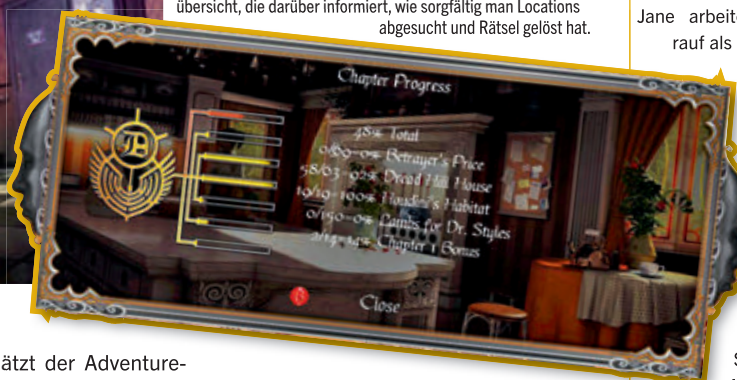 übersicht, die darüber informiert, wie sorgfältig man Locations
abgesucht und Rätsel gelöst hat.
Jane arbeit
rauf als
Chapter Progress
48% Total
0/89-0% Betrayer's Price
58/63-92% Dread Hill House
19/19-100% Houdini's Habitat
0/150-0% Lambs for Dr. Styles
2/14-14% Chapter 1 Bonus
Close
ätzt der Adventure-